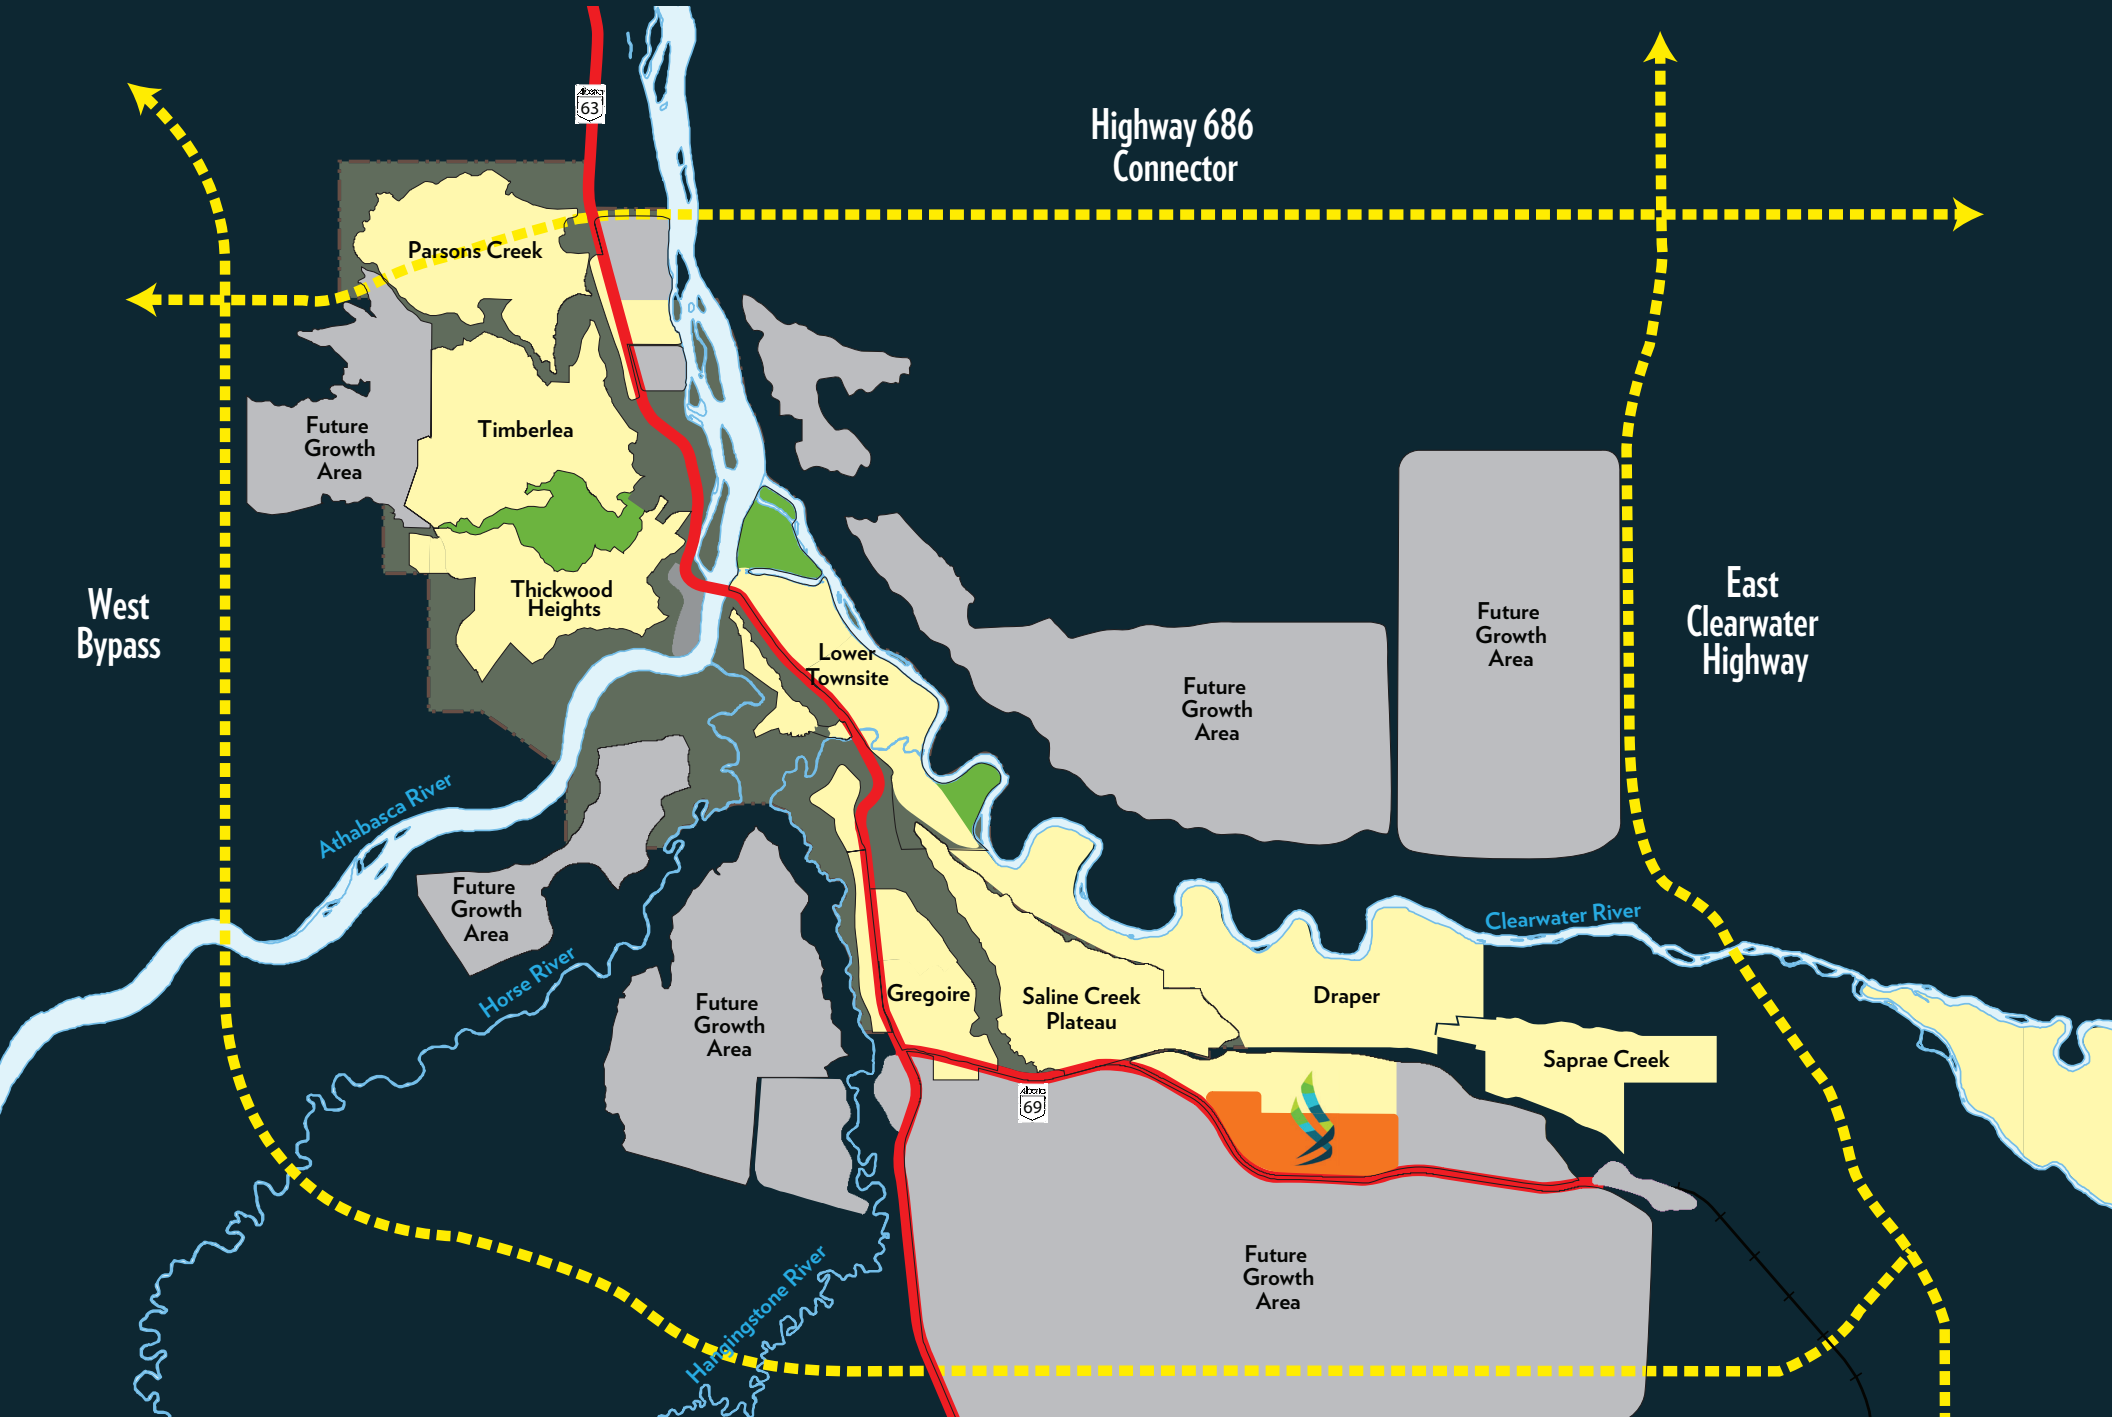 Alberta
63
Highway 686
Connector
Parsons Creek
Future
Growth
Area
Timberlea
West
Bypass
Thickwood
Heights
Lower
Townsite
Future
Growth
Area
Future
Growth
Area
East
Clearwater
Highway
Athabasca River
Future
Growth
Area
Horse River
Clearwater River
Future
Growth
Area
Gregoire
Saline Creek
Plateau
Draper
Saprae Creek
Alberta
69
Future
Growth
Area
Hangingstone River